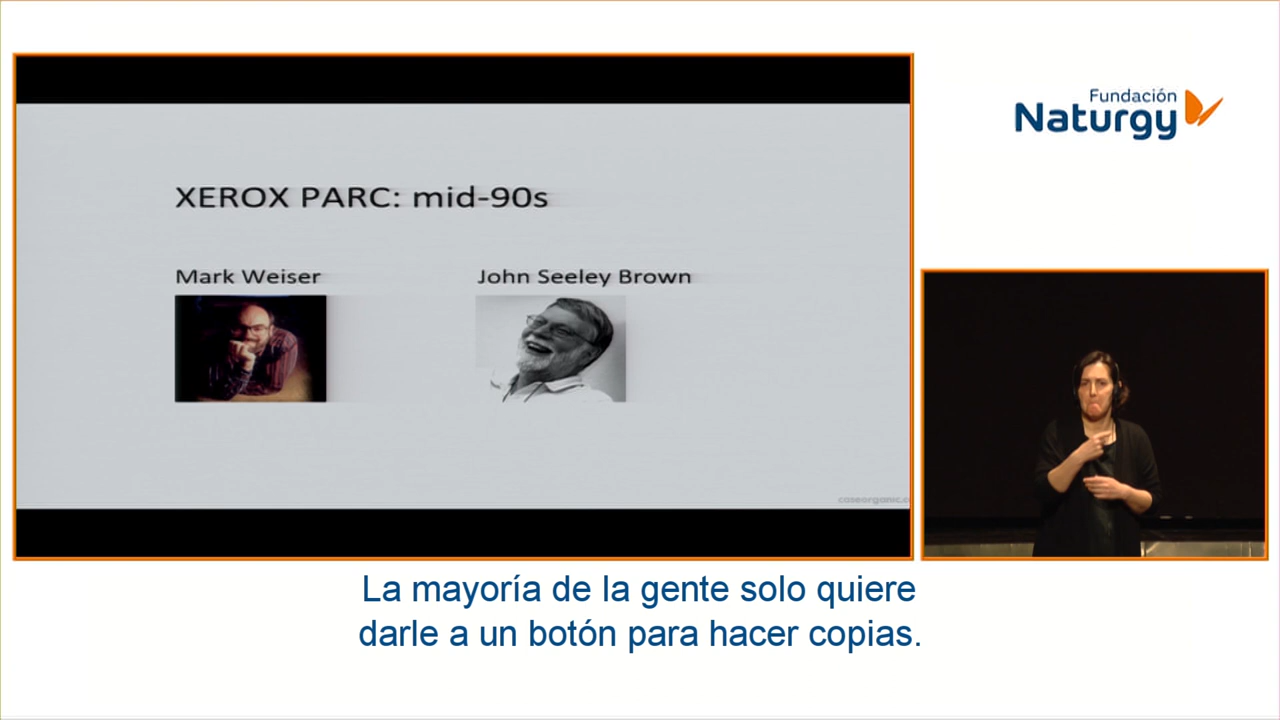 Fundación
Naturgy
XEROX PARC: mid-90s
Mark Weiser
John Seeley Brown
La mayoría de la gente solo quiere
darle a un botón para hacer copias.